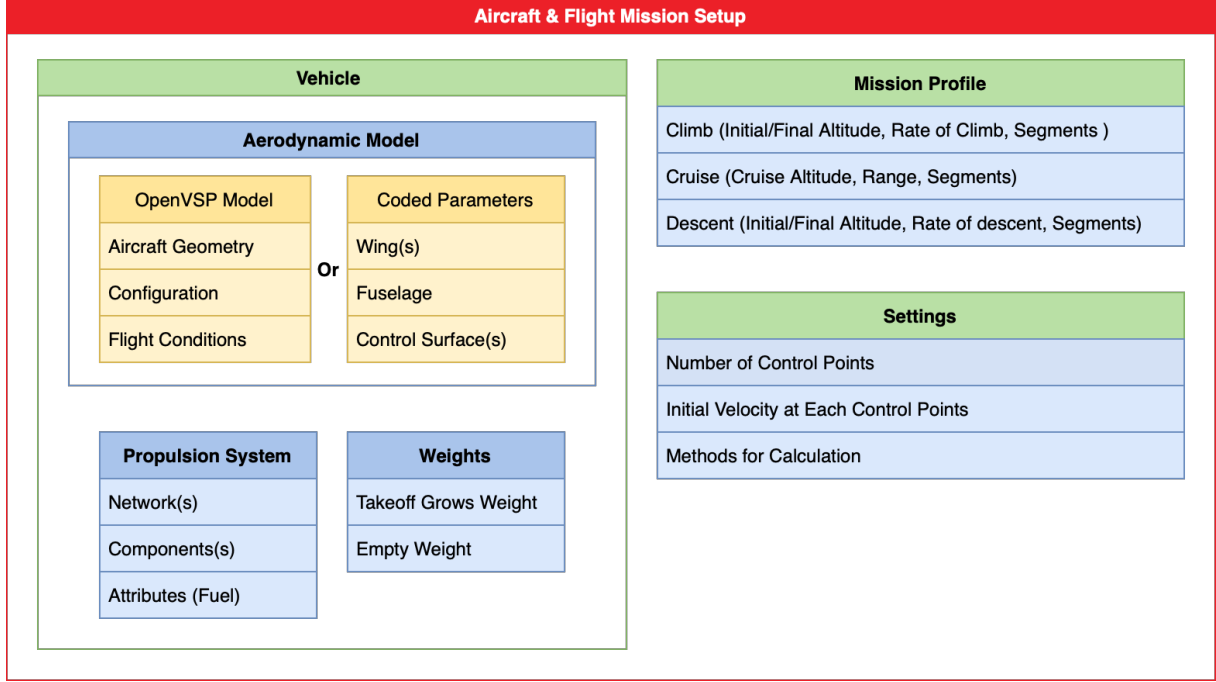 Aircraft & Flight Mission Setup
Vehicle
Aerodynamic Model
OpenVSP Model
Aircraft Geometry
Configuration
Flight Conditions
Or
Coded Parameters
Wing(s)
Fuselage
Control Surface(s)
Propulsion System
Network(s)
Components(s)
Attributes (Fuel)
Weights
Takeoff Grows Weight
Empty Weight
Mission Profile
Climb (Initial/Final Altitude, Rate of Climb, Segments )
Cruise (Cruise Altitude, Range, Segments)
Descent (Initial/Final Altitude, Rate of descent, Segments)
Settings
Number of Control Points
Initial Velocity at Each Control Points
Methods for Calculation